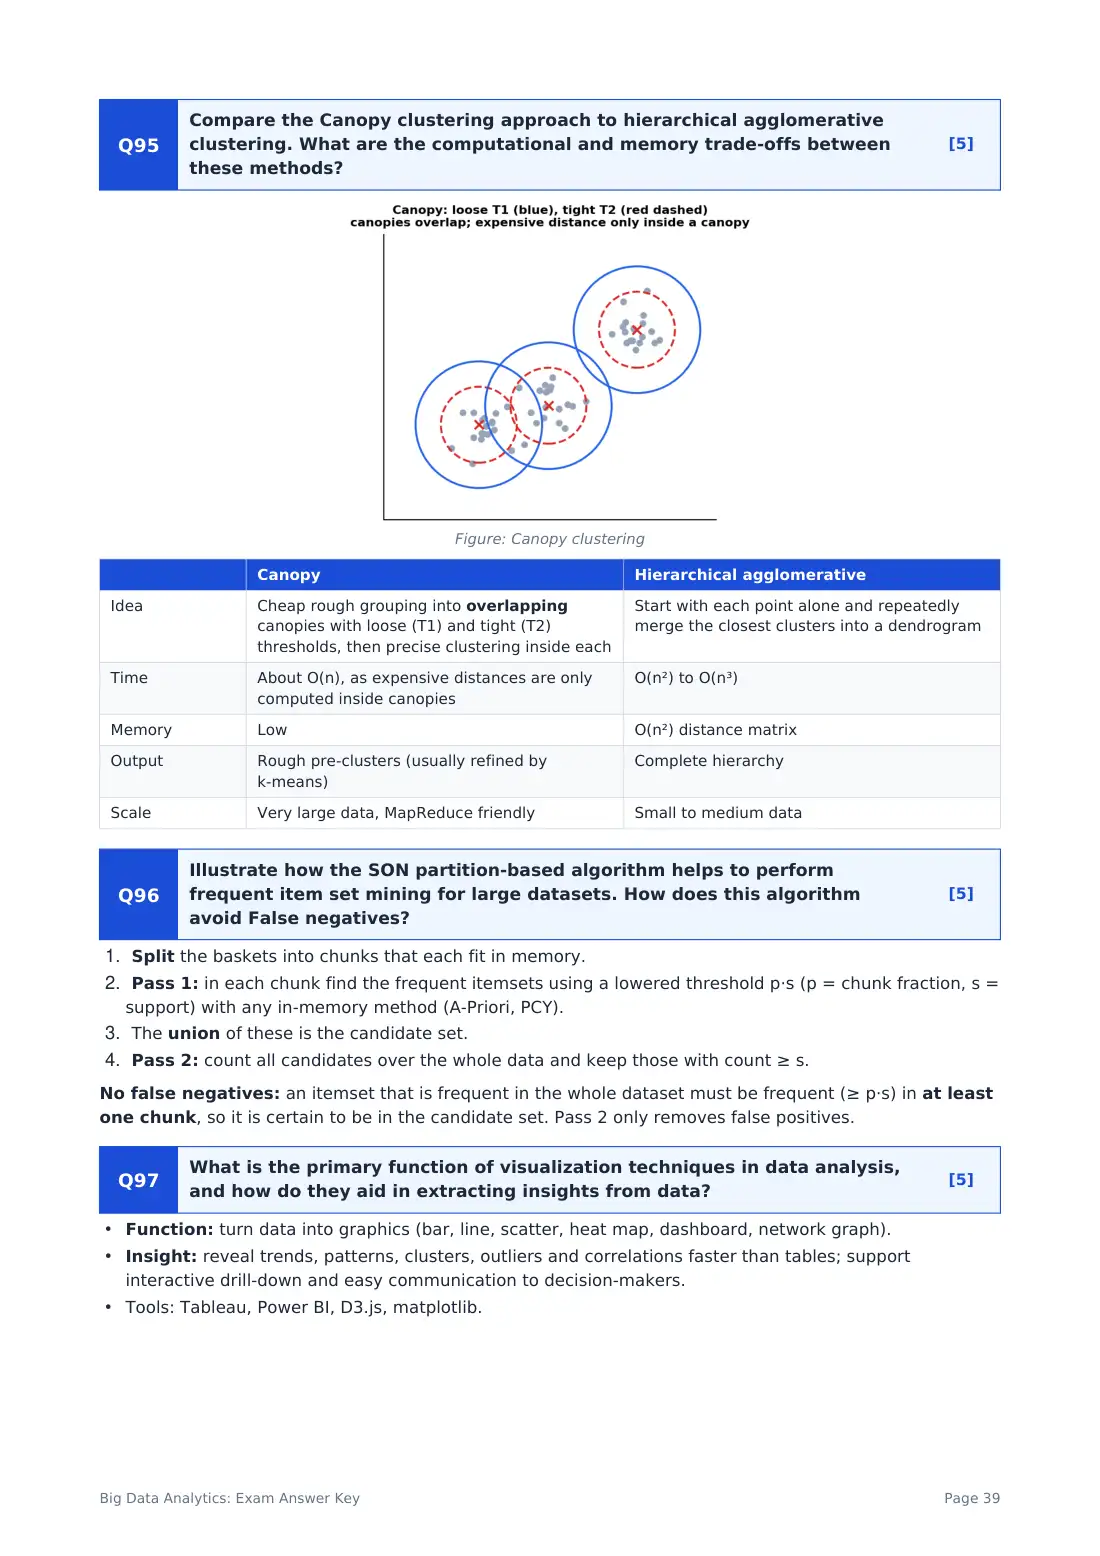 Q95
Compare the Canopy clustering approach to hierarchical agglomerative
clustering. What are the computational and memory trade-offs between
these methods?
[5]
Canopy: loose T1 (blue), tight T2 (red dashed)
canopies overlap; expensive distance only inside a canopy
Figure: Canopy clustering
Canopy
Hierarchical agglomerative
Idea
Cheap rough grouping into overlapping
canopies with loose (T1) and tight (T2)
thresholds, then precise clustering inside each
Start with each point alone and repeatedly
merge the closest clusters into a dendrogram
Time
About O(n), as expensive distances are only
computed inside canopies
O(n²) to O(n³)
Memory
Low
O(n²) distance matrix
Output
Rough pre-clusters (usually refined by
k-means)
Complete hierarchy
Scale
Very large data, MapReduce friendly
Small to medium data
Q96
Illustrate how the SON partition-based algorithm helps to perform
frequent item set mining for large datasets. How does this algorithm
avoid False negatives?
[5]
1. Split the baskets into chunks that each fit in memory.
2. Pass 1: in each chunk find the frequent itemsets using a lowered threshold p·s (p = chunk fraction, s =
support) with any in-memory method (A-Priori, PCY).
3. The union of these is the candidate set.
4. Pass 2: count all candidates over the whole data and keep those with count ≥ s.
No false negatives: an itemset that is frequent in the whole dataset must be frequent (≥ p·s) in at least
one chunk, so it is certain to be in the candidate set. Pass 2 only removes false positives.
Q97
What is the primary function of visualization techniques in data analysis,
and how do they aid in extracting insights from data?
[5]
• Function: turn data into graphics (bar, line, scatter, heat map, dashboard, network graph).
• Insight: reveal trends, patterns, clusters, outliers and correlations faster than tables; support
interactive drill-down and easy communication to decision-makers.
• Tools: Tableau, Power BI, D3.js, matplotlib.
Big Data Analytics: Exam Answer Key
Page 39